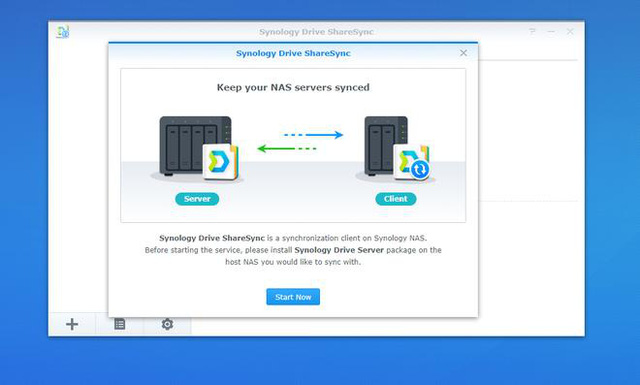 Synology Drive ShareSync
Synology Drive ShareSync
Keep your NAS servers synced
Server
Client
Synology Drive ShareSync is a synchronization client on Synology NAS.
Before starting the service, please install Synology Drive Server package on the
host NAS you would like to sync with.
Start Now